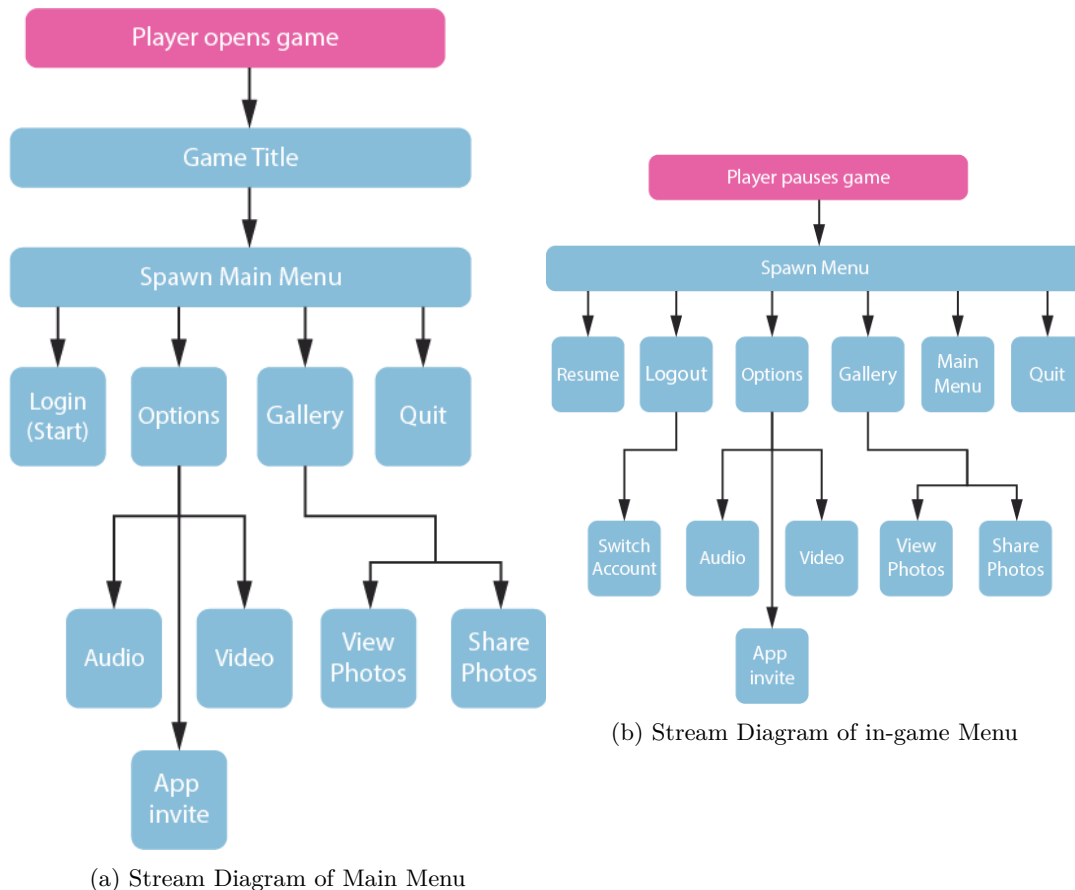 Player opens game
Game Title
Spawn Main Menu
Login
(Start)
Options
Gallery
Quit
Audio
Video
View
Photos
Share
Photos
App
invite
(a) Stream Diagram of Main Menu
Player pauses game
Spawn Menu
Resume
Logout
Options
Gallery
Main
Menu
Quit
Switch
Account
Audio
Video
View
Photos
Share
Photos
App
invite
(b) Stream Diagram of in-game Menu